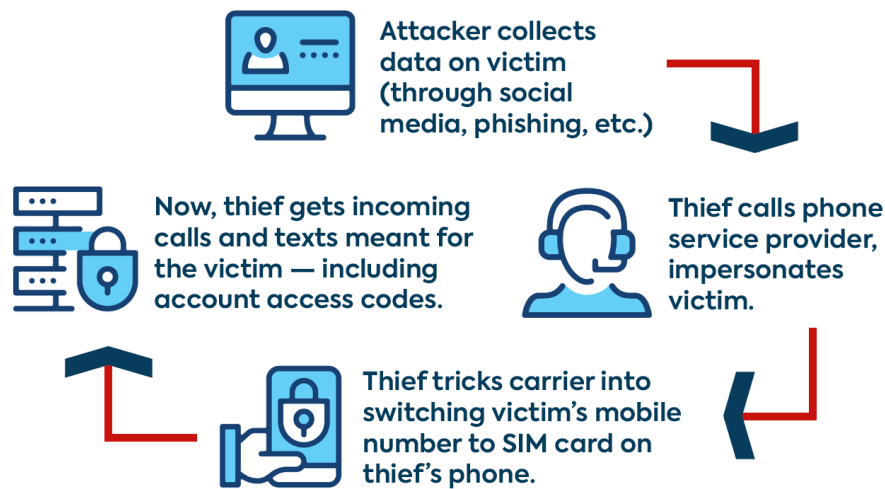 Attacker collects
data on victim
(through social
media, phishing, etc.)
Thief calls phone
service provider,
impersonates
victim.
Thief tricks carrier into
switching victim's mobile
number to SIM card on
thief's phone.
Now, thief gets incoming
calls and texts meant for
the victim — including
account access codes.